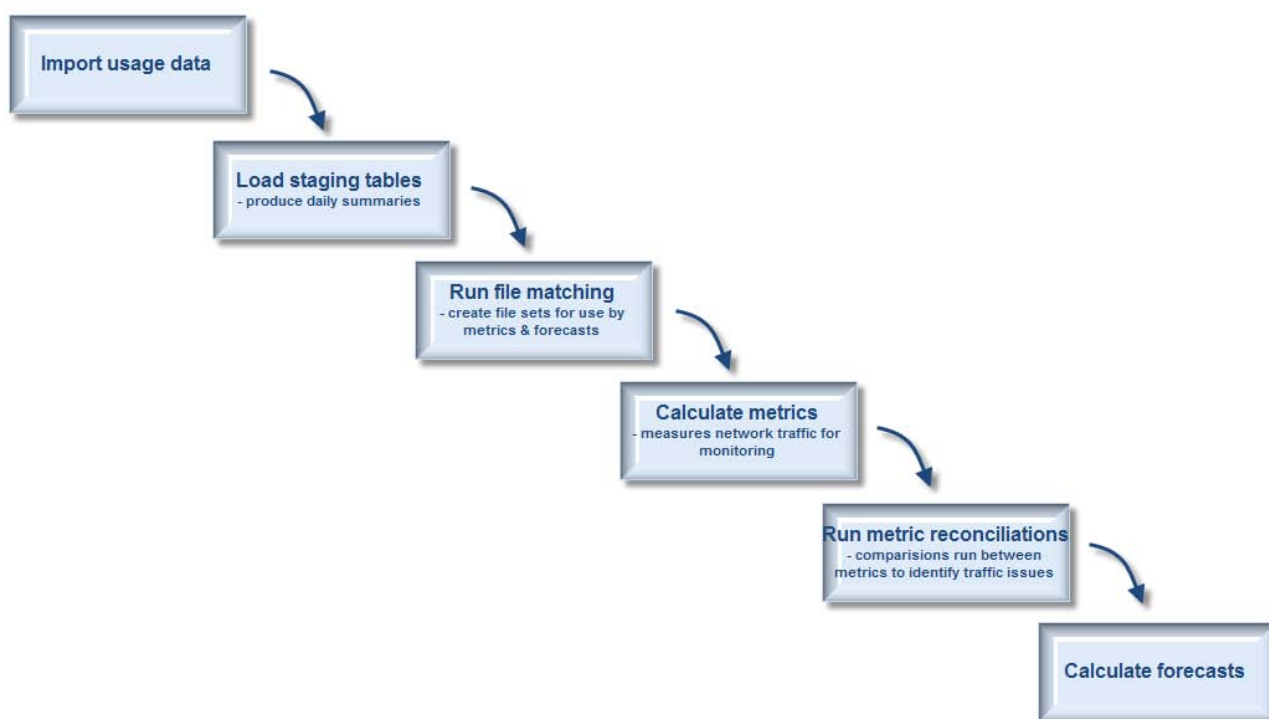 Import usage data
Load staging tables
- produce daily summaries
Run file matching
- create file sets for use by
metrics & forecasts
Calculate metrics
- measures network traffic for
monitoring
Run metric reconciliations
- comparisions run between
metrics to identify traffic issues
Calculate forecasts